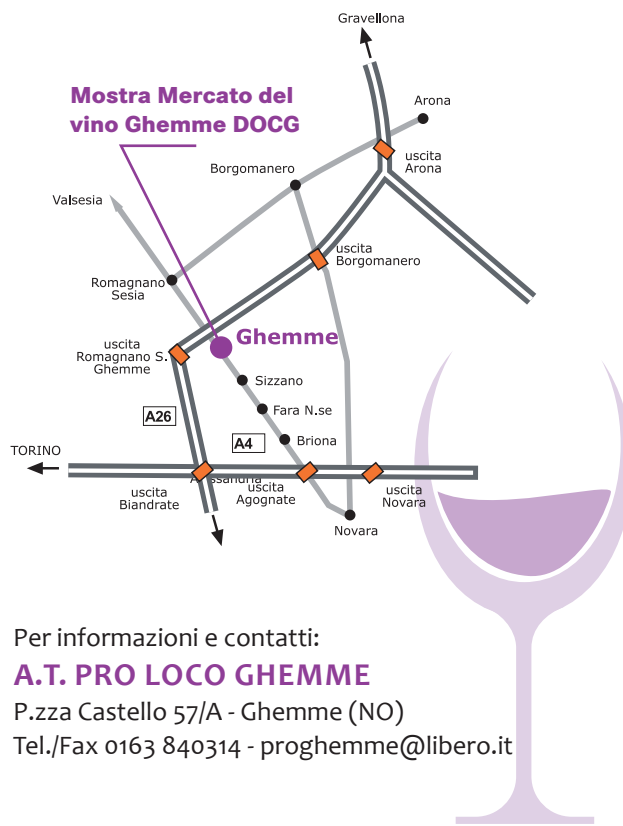 Gravellona
Mostra Mercato del
vino Ghemme DOCG
Arona
uscita
Arona
Borgomanero
Valsesia
uscita
Borgomanero
Romagnano
Sesia
Ghemme
uscita
Romagnano S.
Ghemme
Sizzano
Fara N.se
A26
A4
Briona
TORINO
Alessandria
uscita
Biandrate
uscita
Agognate
uscita
Novara
Novara
Per informazioni e contatti:
A.T. PRO LOCO GHEMME
P.zza Castello 57/A - Ghemme (NO)
Tel./Fax 0163 840314 - proghemme@libero.it